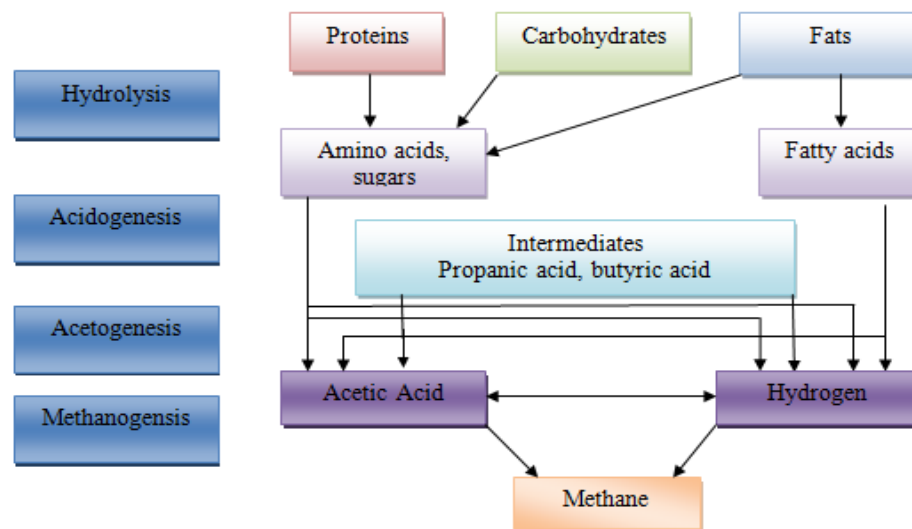 Proteins
Carbohydrates
Fats
Hydrolysis
Amino acids,
sugars
Fatty acids
Acidogenesis
Intermediates
Propanic acid, butyric acid
Acetogenesis
Acetic Acid
Hydrogen
Methanogensis
Methane